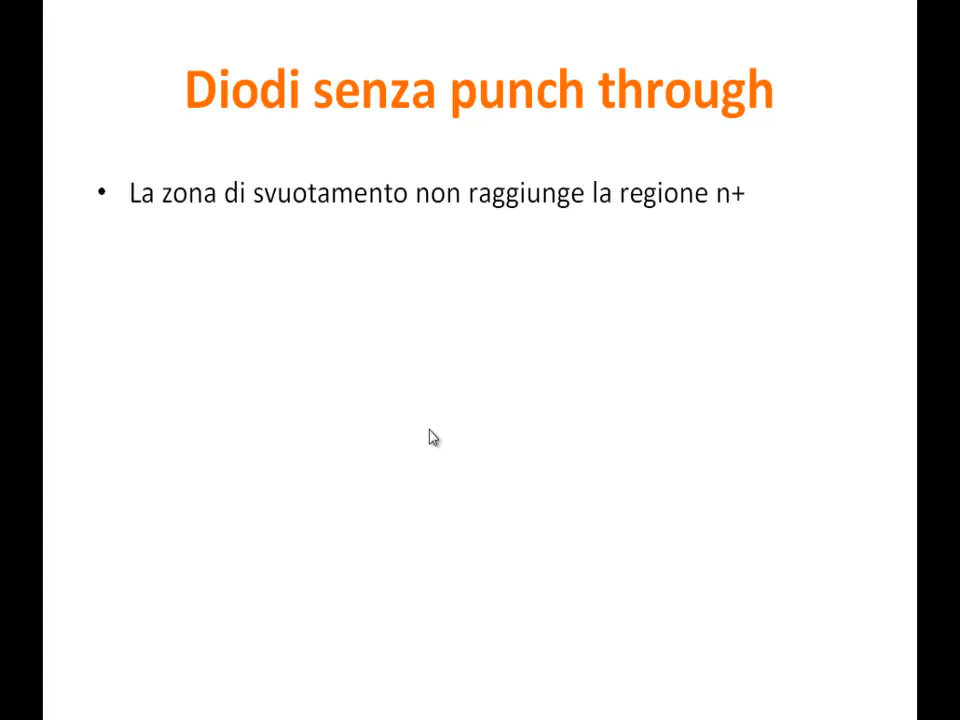 Diodi senza punch through
• La zona di svuotamento non raggiunge la regione n+